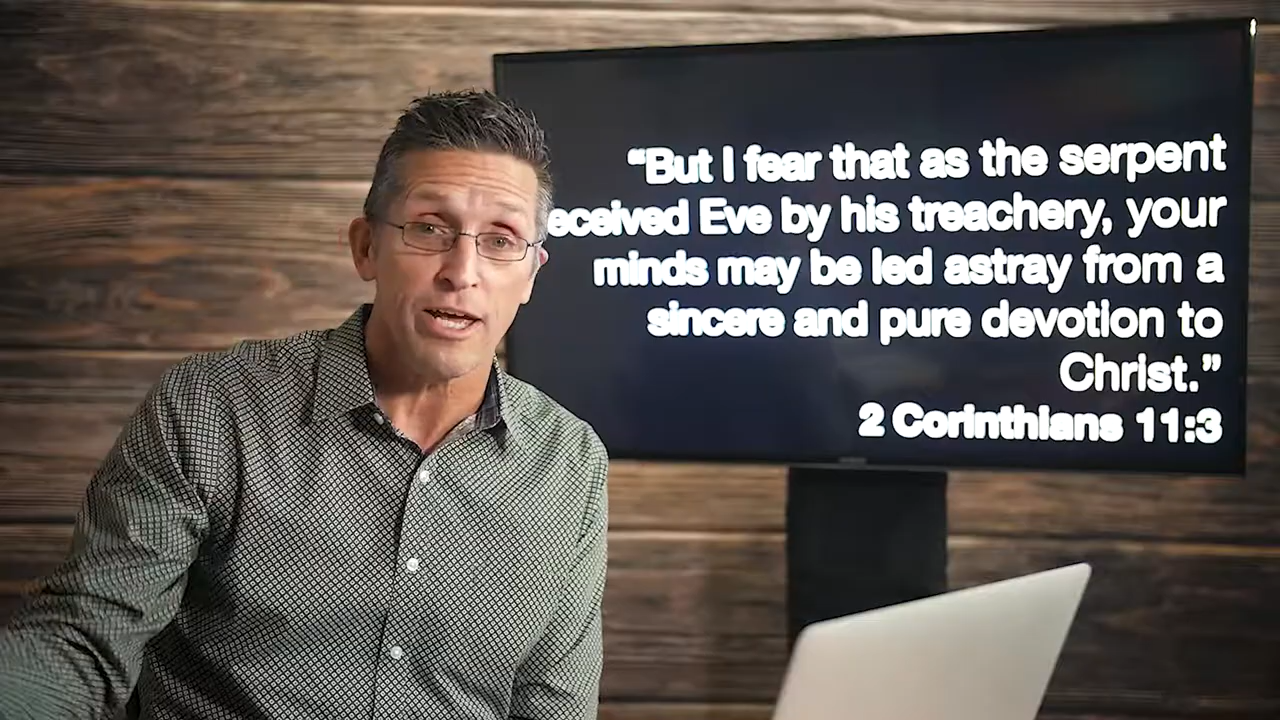 “But I fear that as the serpent
eceived Eve by his treachery, your
minds may be led astray from a
sincere and pure devotion to
Christ.”
2 Corinthians 11:3